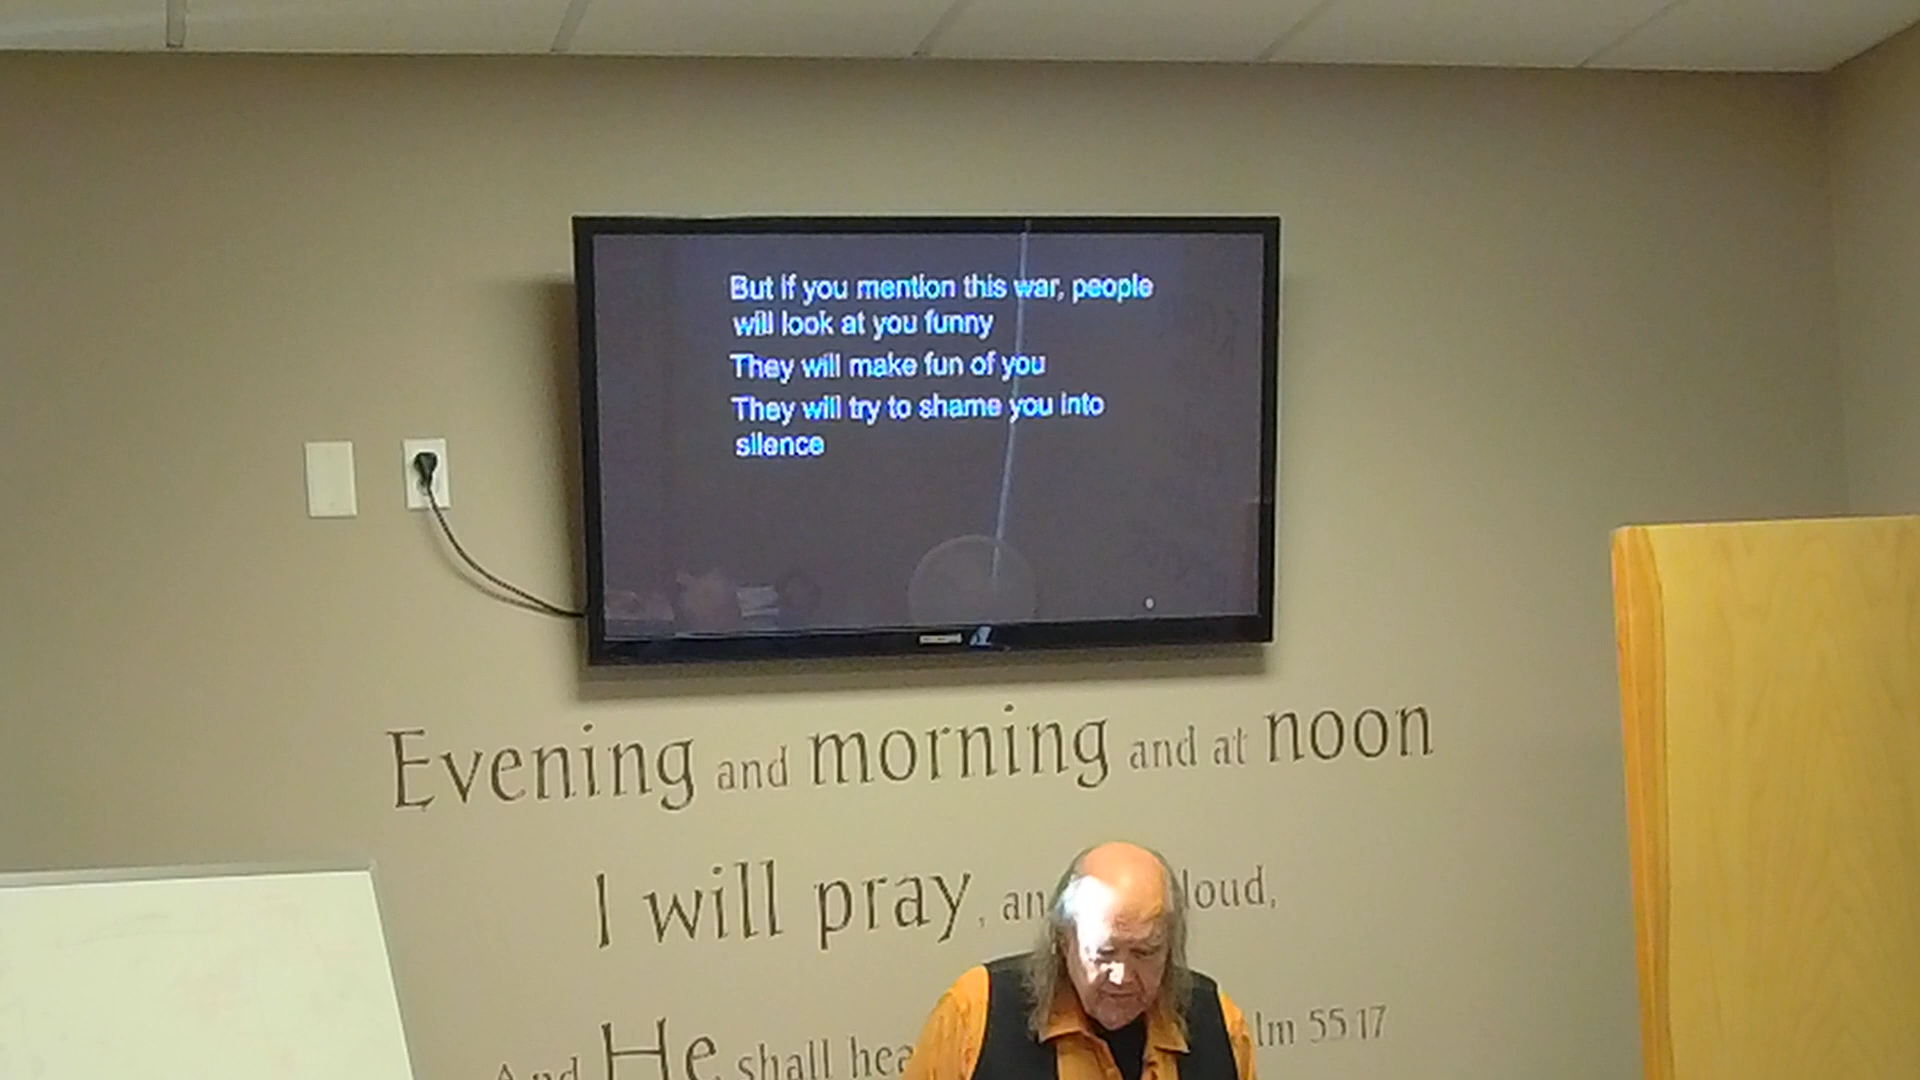 But if you mention this war, people
will look at you funny
They will make fun of you
They will try to shame you into
silence
Evening and morning and at noon
I will pray, an loud,
And He shall hea lm 55:17